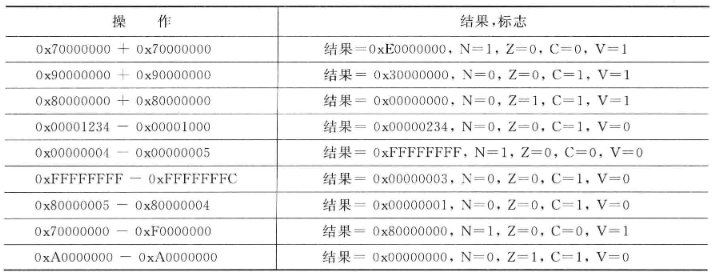 操 作 结果,标志
0x70000000 + 0x70000000 结果=0xE0000000, N=1, Z=0, C=0, V=1
0x90000000 + 0x90000000 结果= 0x30000000, N=0, Z=0, C=1, V=1
0x80000000 + 0x80000000 结果= 0x00000000, N=0, Z=1, C=1, V=1
0x00001234 - 0x00001000 结果= 0x00000234, N=0, Z=0, C=1, V=0
0x00000004 - 0x00000005 结果= 0xFFFFFFFF, N=1, Z=0, C=0, V=0
0xFFFFFFFF - 0xFFFFFFFC 结果= 0x00000003, N=0, Z=0, C=1, V=0
0x80000005 - 0x80000004 结果= 0x00000001, N=0, Z=0, C=1, V=0
0x70000000 - 0xF0000000 结果= 0x80000000, N=1, Z=0, C=0, V=1
0xA0000000 - 0xA0000000 结果= 0x00000000, N=0, Z=1, C=1, V=0